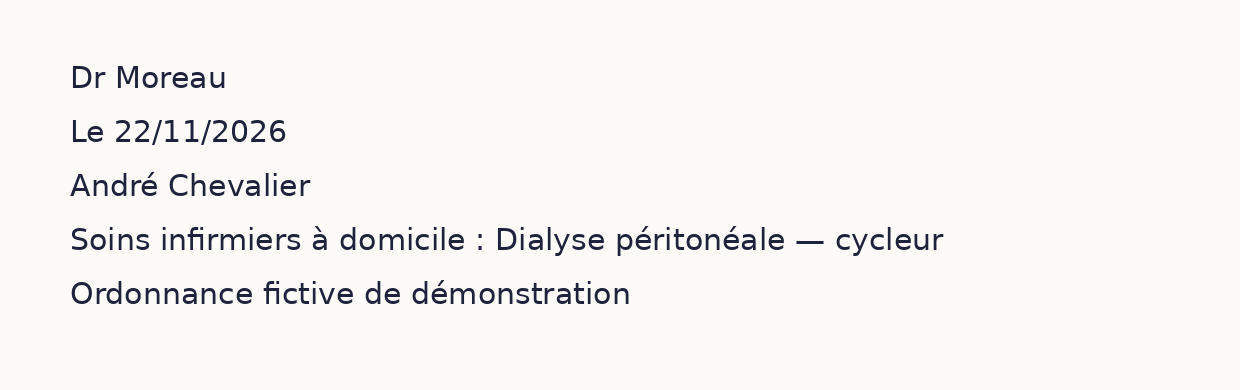 Dr Moreau
Le 22/11/2026
André Chevalier
Soins infirmiers à domicile : Dialyse péritonéale — cycleur
Ordonnance fictive de démonstration